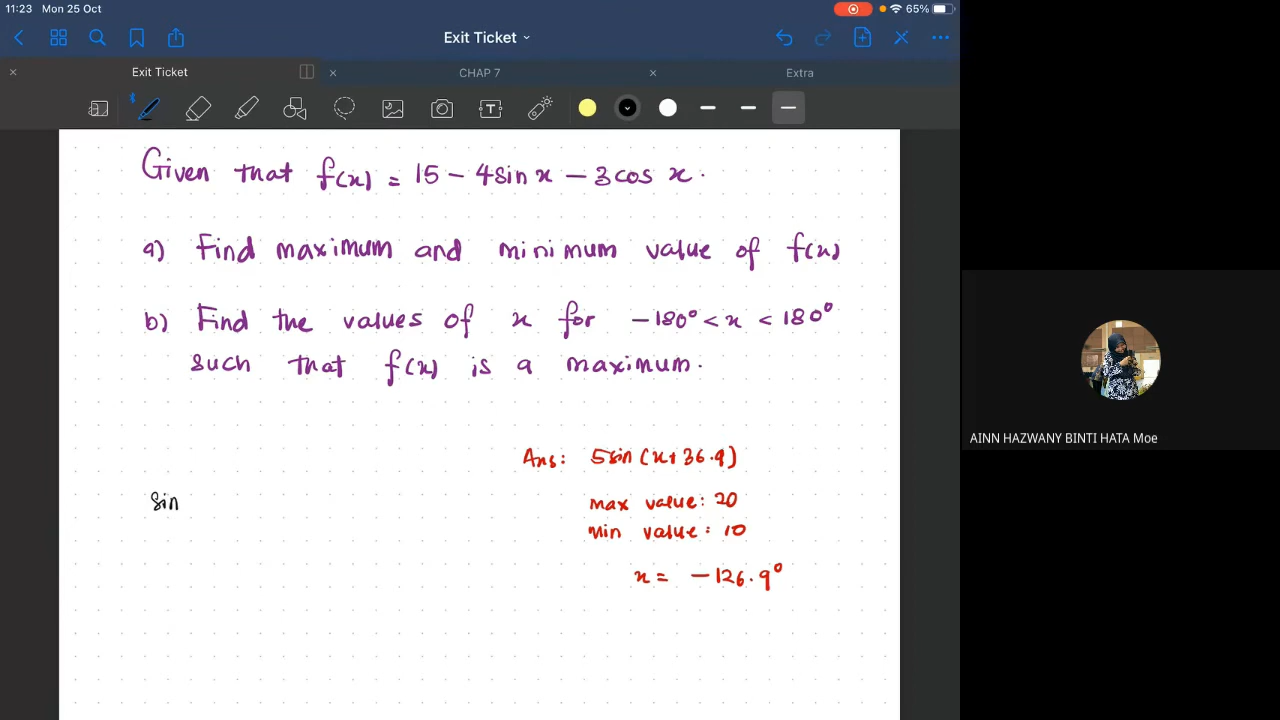 11:23 Mon 25 Oct
65%
Exit Ticket
Exit Ticket
CHAP 7
Extra
Given that f(x) = 15 - 4sin x - 3cos x.
a) Find maximum and minimum value of f(x)
b) Find the values of x for -180° < x < 180°
such that f(x) is a maximum.
Ans: 5sin (x+36.9)
sin
max value: 20
min value: 10
x = -126.9°
AINN HAZWANY BINTI HATA Moe